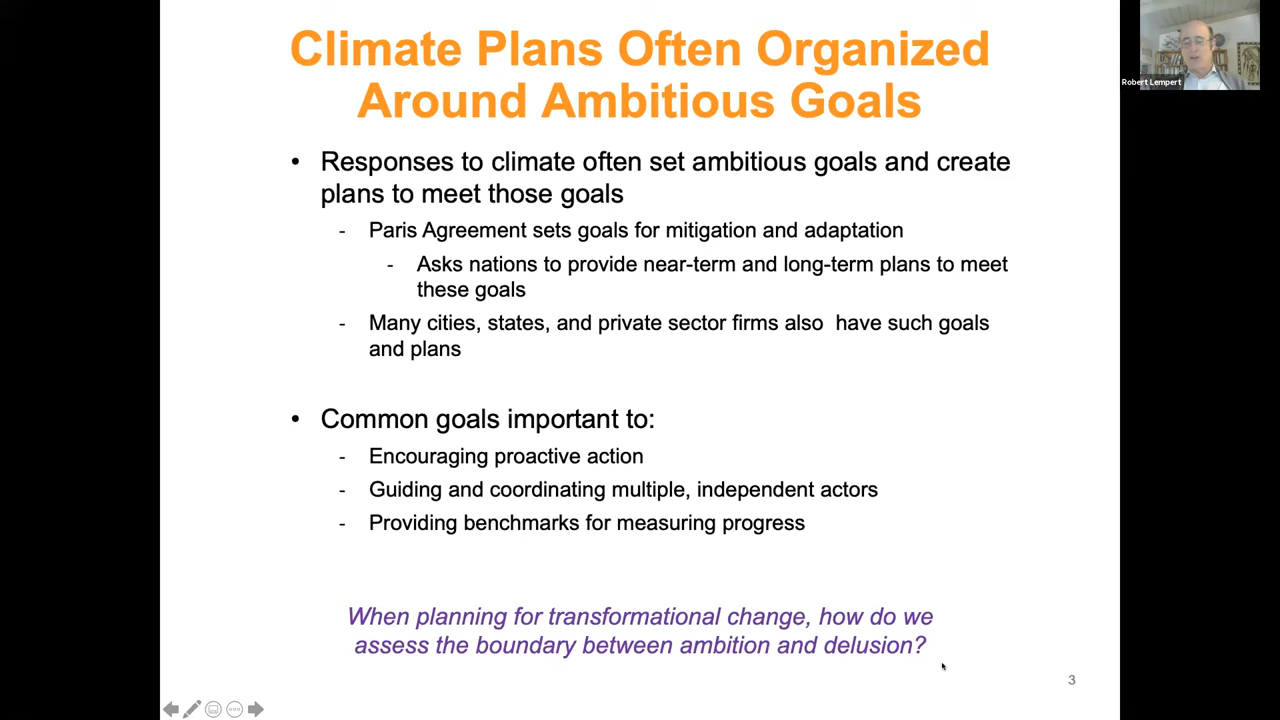 Climate Plans Often Organized
Around Ambitious Goals
Robert Lempert
• Responses to climate often set ambitious goals and create
plans to meet those goals
- Paris Agreement sets goals for mitigation and adaptation
- Asks nations to provide near-term and long-term plans to meet
these goals
- Many cities, states, and private sector firms also  have such goals
and plans
• Common goals important to:
- Encouraging proactive action
- Guiding and coordinating multiple, independent actors
- Providing benchmarks for measuring progress
When planning for transformational change, how do we
assess the boundary between ambition and delusion?
3